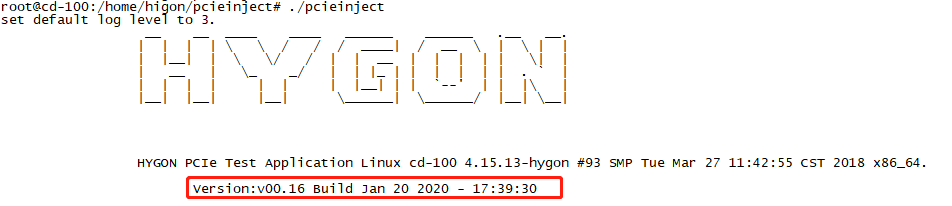 root@cd-100:/home/higon/pcieinject# ./pcieinject
set default log level to 3.
HYGON
HYGON PCIe Test Application Linux cd-100 4.15.13-hygon #93 SMP Tue Mar 27 11:42:55 CST 2018 x86_64.
Version:v00.16 Build Jan 20 2020 - 17:39:30